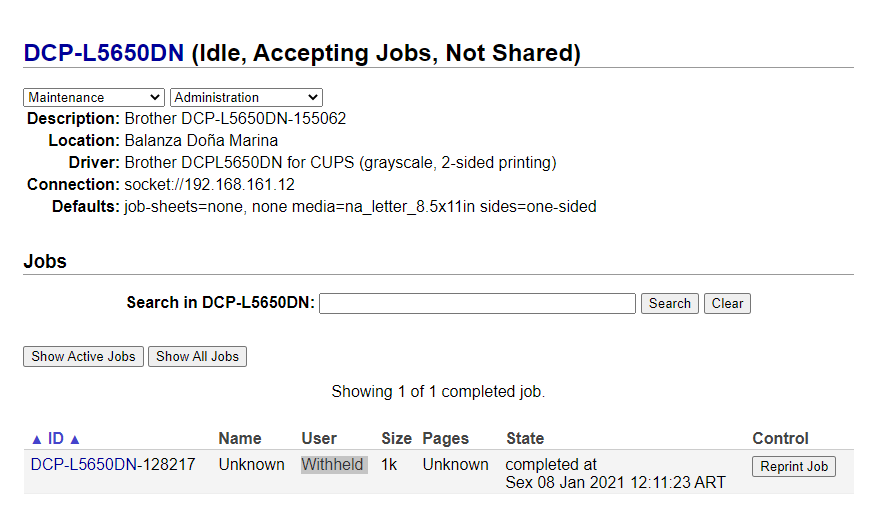 DCP-L5650DN (Idle, Accepting Jobs, Not Shared)
Maintenance Administration
Description: Brother DCP-L5650DN-155062
Location: Balanza Doña Marina
Driver: Brother DCPL5650DN for CUPS (grayscale, 2-sided printing)
Connection: socket://192.168.161.12
Defaults: job-sheets=none, none media=na_letter_8.5x11in sides=one-sided
Jobs
Search in DCP-L5650DN: Search Clear
Show Active Jobs Show All Jobs
Showing 1 of 1 completed job.
▲ ID ▲ Name User Size Pages State Control
DCP-L5650DN-128217 Unknown Withheld 1k Unknown completed at Reprint Job
Sex 08 Jan 2021 12:11:23 ART